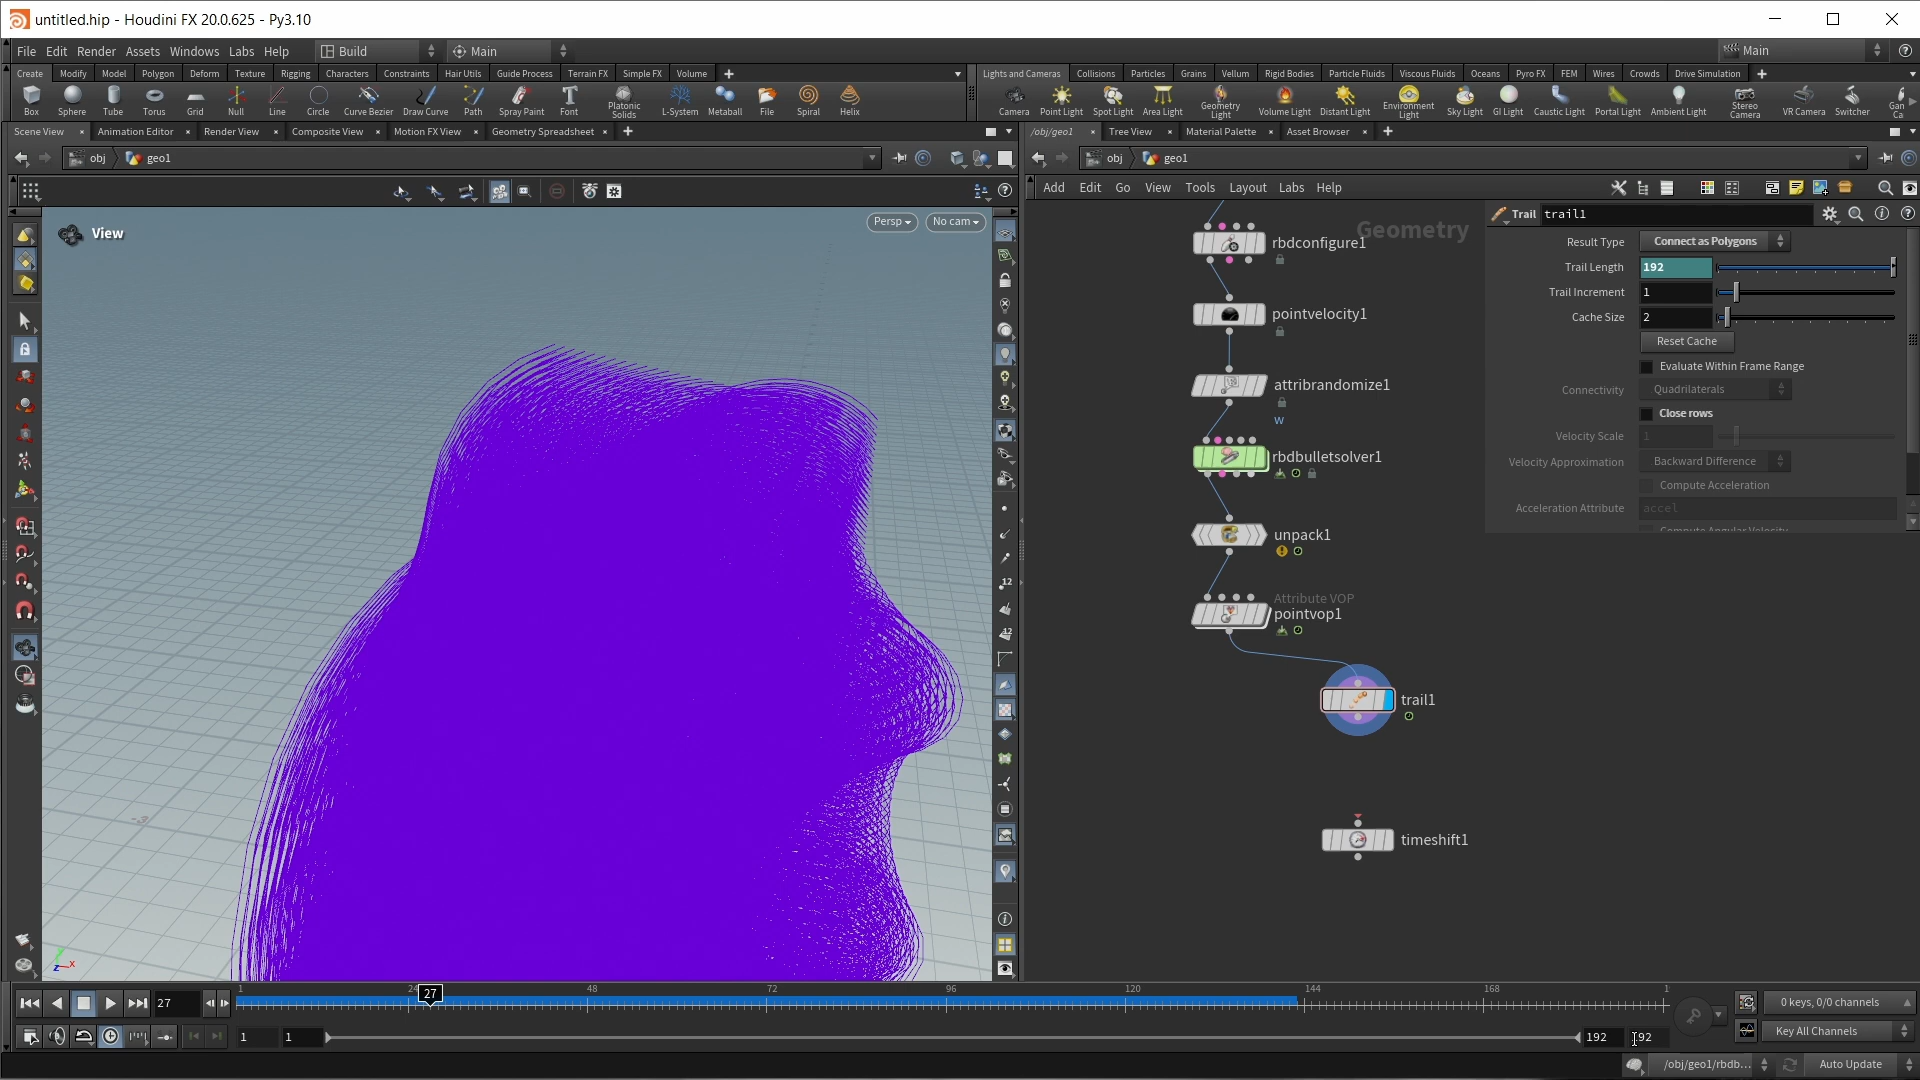 untitled.hip - Houdini FX 20.0.625 - Py3.10
File Edit Render Assets Windows Labs Help Build Main Main
Create Modify Model Polygon Deform Texture Rigging Characters Constraints Hair Utils Guide Process Terrain FX Simple FX Volume
Lights and Cameras Collisions Particles Grains Vellum Rigid Bodies Particle Fluids Viscous Fluids Oceans Pyro FX FEM Wires Crowds Drive Simulation
Box Sphere Tube Torus Grid Null Line Circle Curve Bezier Draw Curve Path Spray Paint Font Platonic Solids L-System Metaball File Spiral Helix
Camera Point Light Spot Light Area Light Geometry Light Volume Light Distant Light Environment Light Sky Light GI Light Caustic Light Portal Light Ambient Light Stereo Camera VR Camera Switcher Gan Ca
Scene View Animation Editor Render View Composite View Motion FX View Geometry Spreadsheet
/obj/geo1 Tree View Material Palette Asset Browser
obj geo1
obj geo1
Add Edit Go View Tools Layout Labs Help
View
Persp No cam
Geometry
rbdconfigure1
pointvelocity1
attribrandomize1
w
rbdbulletsolver1
unpack1
Attribute VOP
pointvop1
trail1
timeshift1
Trail trail1
Result Type Connect as Polygons
Trail Length 192
Trail Increment 1
Cache Size 2
Reset Cache
Evaluate Within Frame Range
Connectivity Quadrilaterals
Close rows
Velocity Scale 1
Velocity Approximation Backward Difference
Compute Acceleration
Acceleration Attribute accel
Compute Angular Velocity
12
12
z x
27
1 24 27 48 72 96 120 144 168 1
0 keys, 0/0 channels
1 1 192 192
Key All Channels
/obj/geo1/rbdb... Auto Update